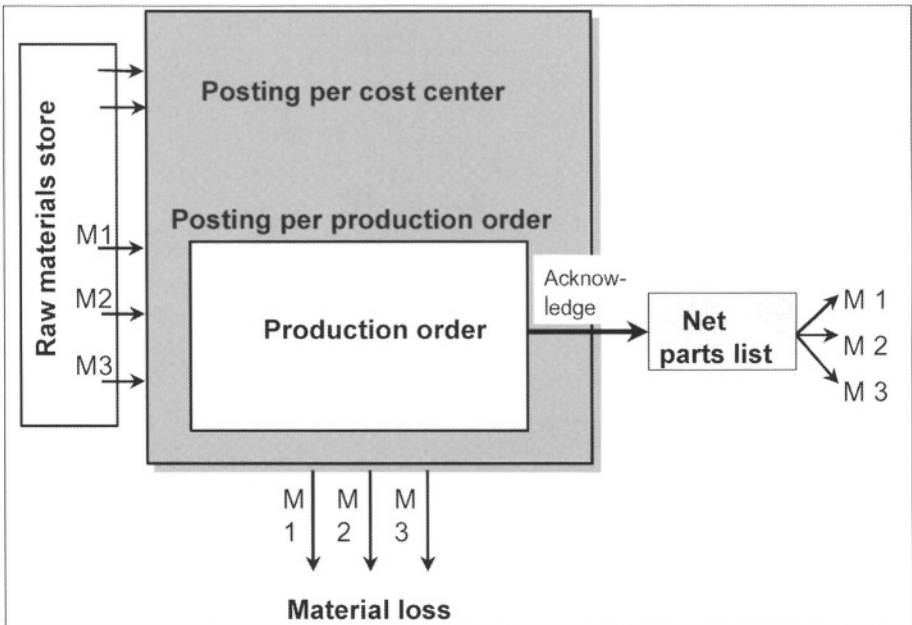 Raw materials store
Posting per cost center
Posting per production order
M1
M2
M3
Production order
Acknow-
ledge
Net
parts list
M 1
M 2
M 3
M M M
1 2 3
Material loss